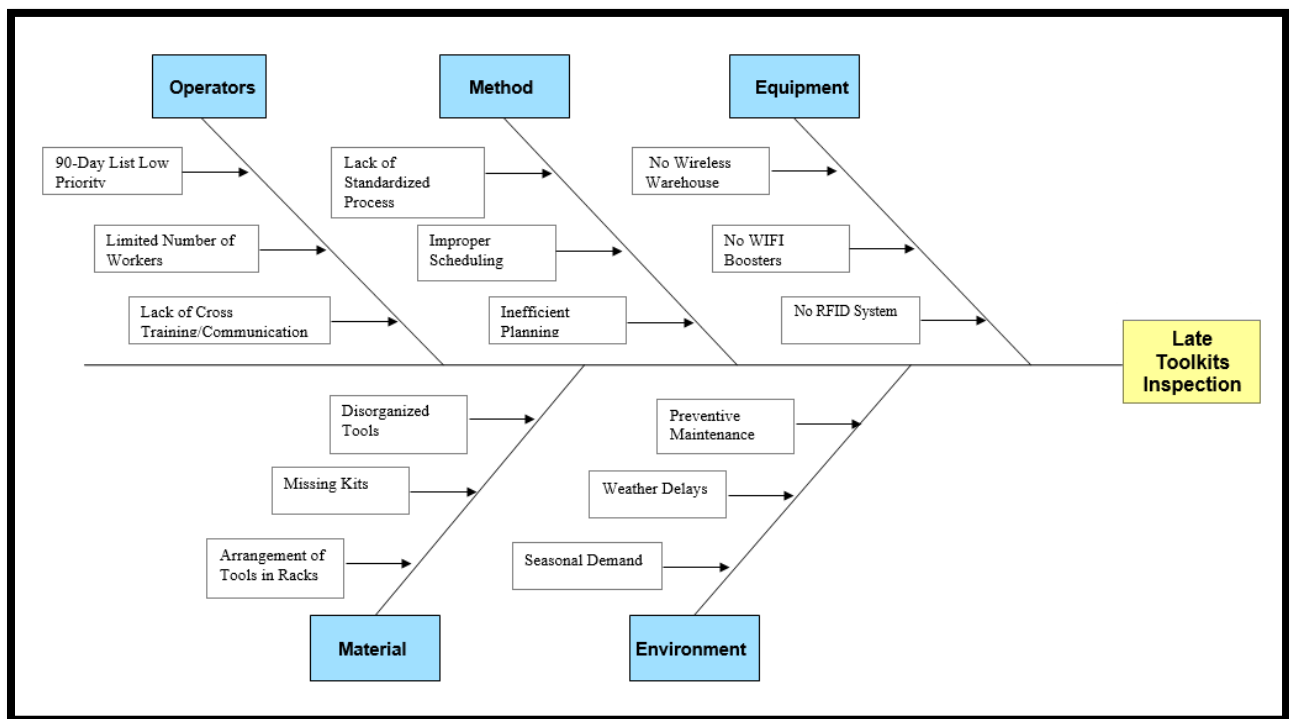 Operators
Method
Equipment
90-Day List Low
Priority
Lack of
Standardized
Process
No Wireless
Warehouse
Limited Number of
Workers
Improper
Scheduling
No WIFI
Boosters
Lack of Cross
Training/Communication
Inefficient
Planning
No RFID System
Late
Toolkits
Inspection
Disorganized
Tools
Preventive
Maintenance
Missing Kits
Weather Delays
Arrangement of
Tools in Racks
Seasonal Demand
Material
Environment